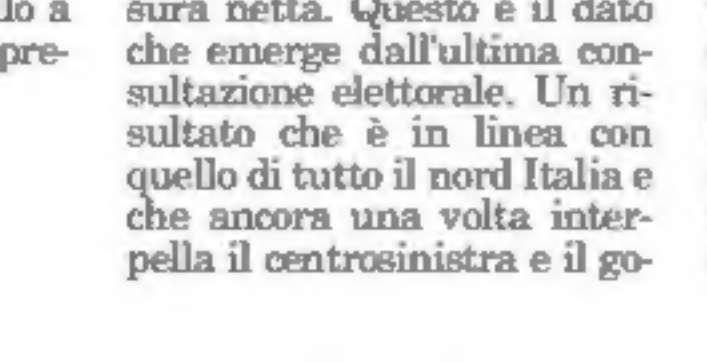 lo a
pre-
sura netta. Questo è il dato
che emerge dall'ultima con-
sultazione elettorale. Un ri-
sultato che è in linea con
quello di tutto il nord Italia e
che ancora una volta inter-
pella il centrosinistra e il go-